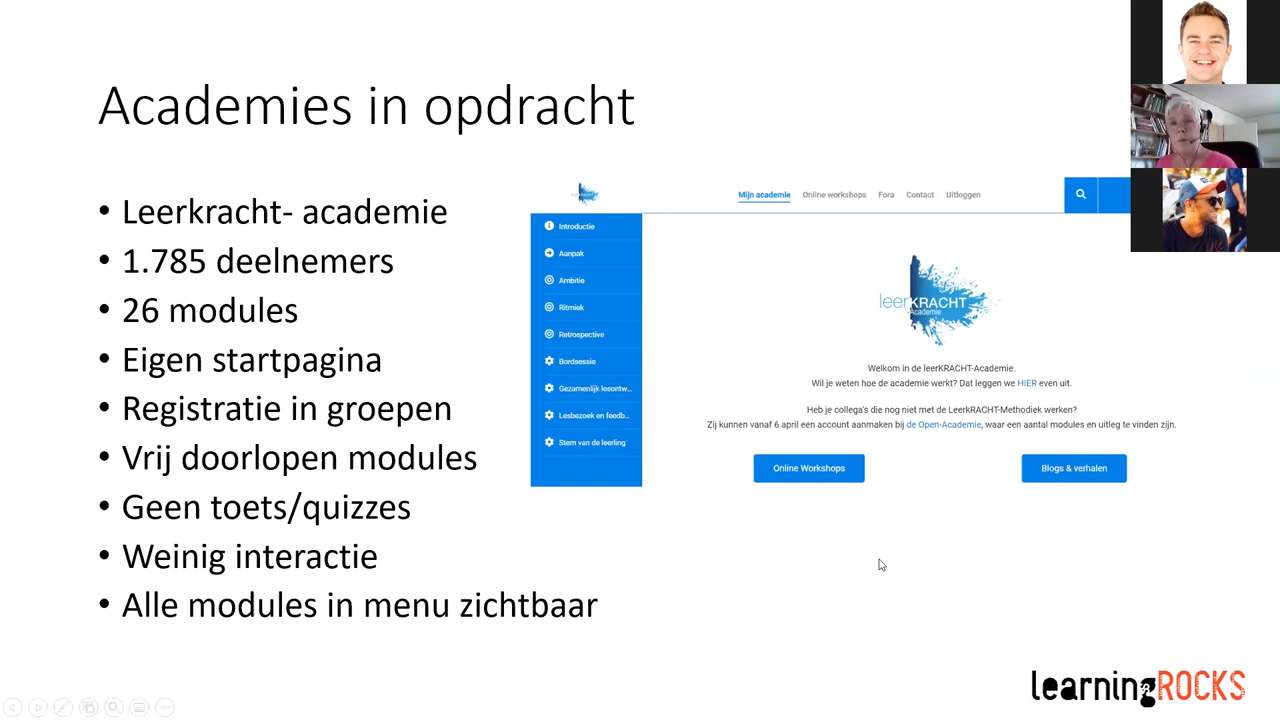 Academies in opdracht
• Leerkracht- academie
• 1.785 deelnemers
• 26 modules
• Eigen startpagina
• Registratie in groepen
• Vrij doorlopen modules
• Geen toets/quizzes
• Weinig interactie
• Alle modules in menu zichtbaar
Mijn academie Online workshops Fora Contact Uitloggen
Introductie
Aanpak
Ambitie
Ritmiek
Retrospective
Bordsessie
Gezamenlijk lesontw...
Lesbezoek en feedb...
Stem van de leerling
leerKRACHT
Academie
Welkom in de leerKRACHT-Academie.
Wil je weten hoe de academie werkt? Dat leggen we HIER even uit.
Heb je collega's die nog niet met de LeerKRACHT-Methodiek werken?
Zij kunnen vanaf 6 april een account aanmaken bij de Open-Academie, waar een aantal modules en uitleg te vinden zijn.
Online Workshops
Blogs & verhalen
learningROCKS